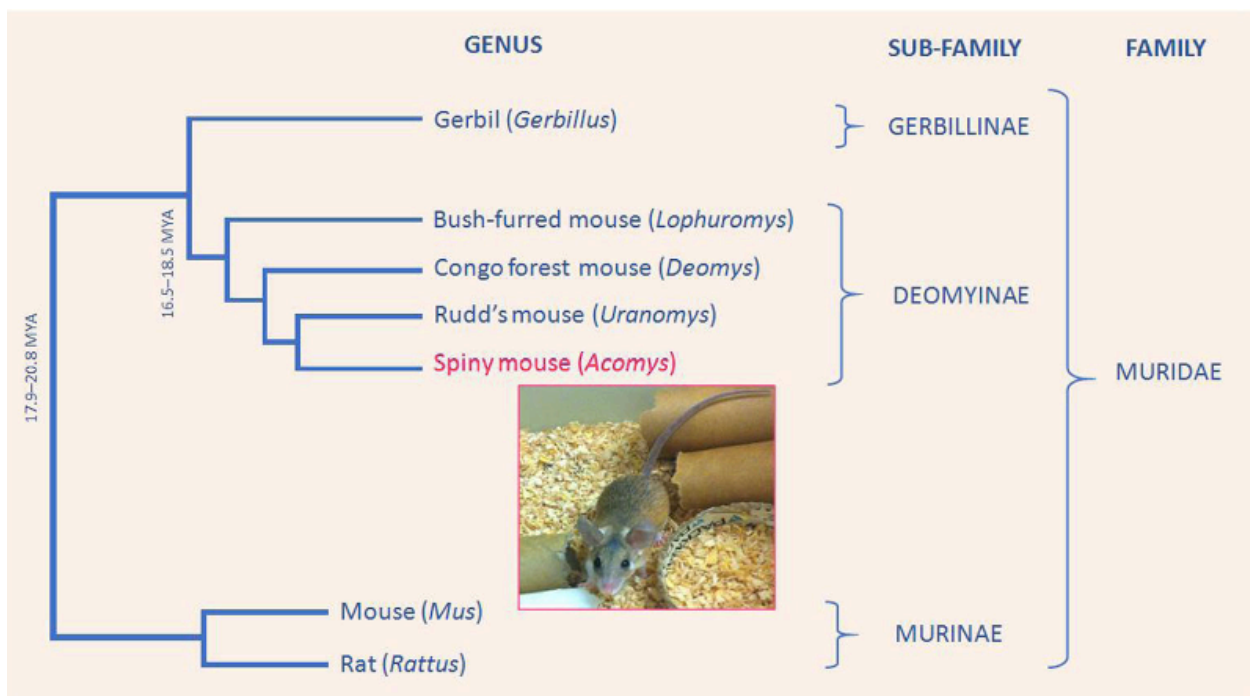 GENUS
SUB-FAMILY
FAMILY
Gerbil (Gerbillus)
GERBILLINAE
16.5–18.5 MYA
Bush-furred mouse (Lophuromys)
Congo forest mouse (Deomys)
DEOMYINAE
Rudd's mouse (Uranomys)
Spiny mouse (Acomys)
17.9–20.8 MYA
MURIDAE
Mouse (Mus)
MURINAE
Rat (Rattus)